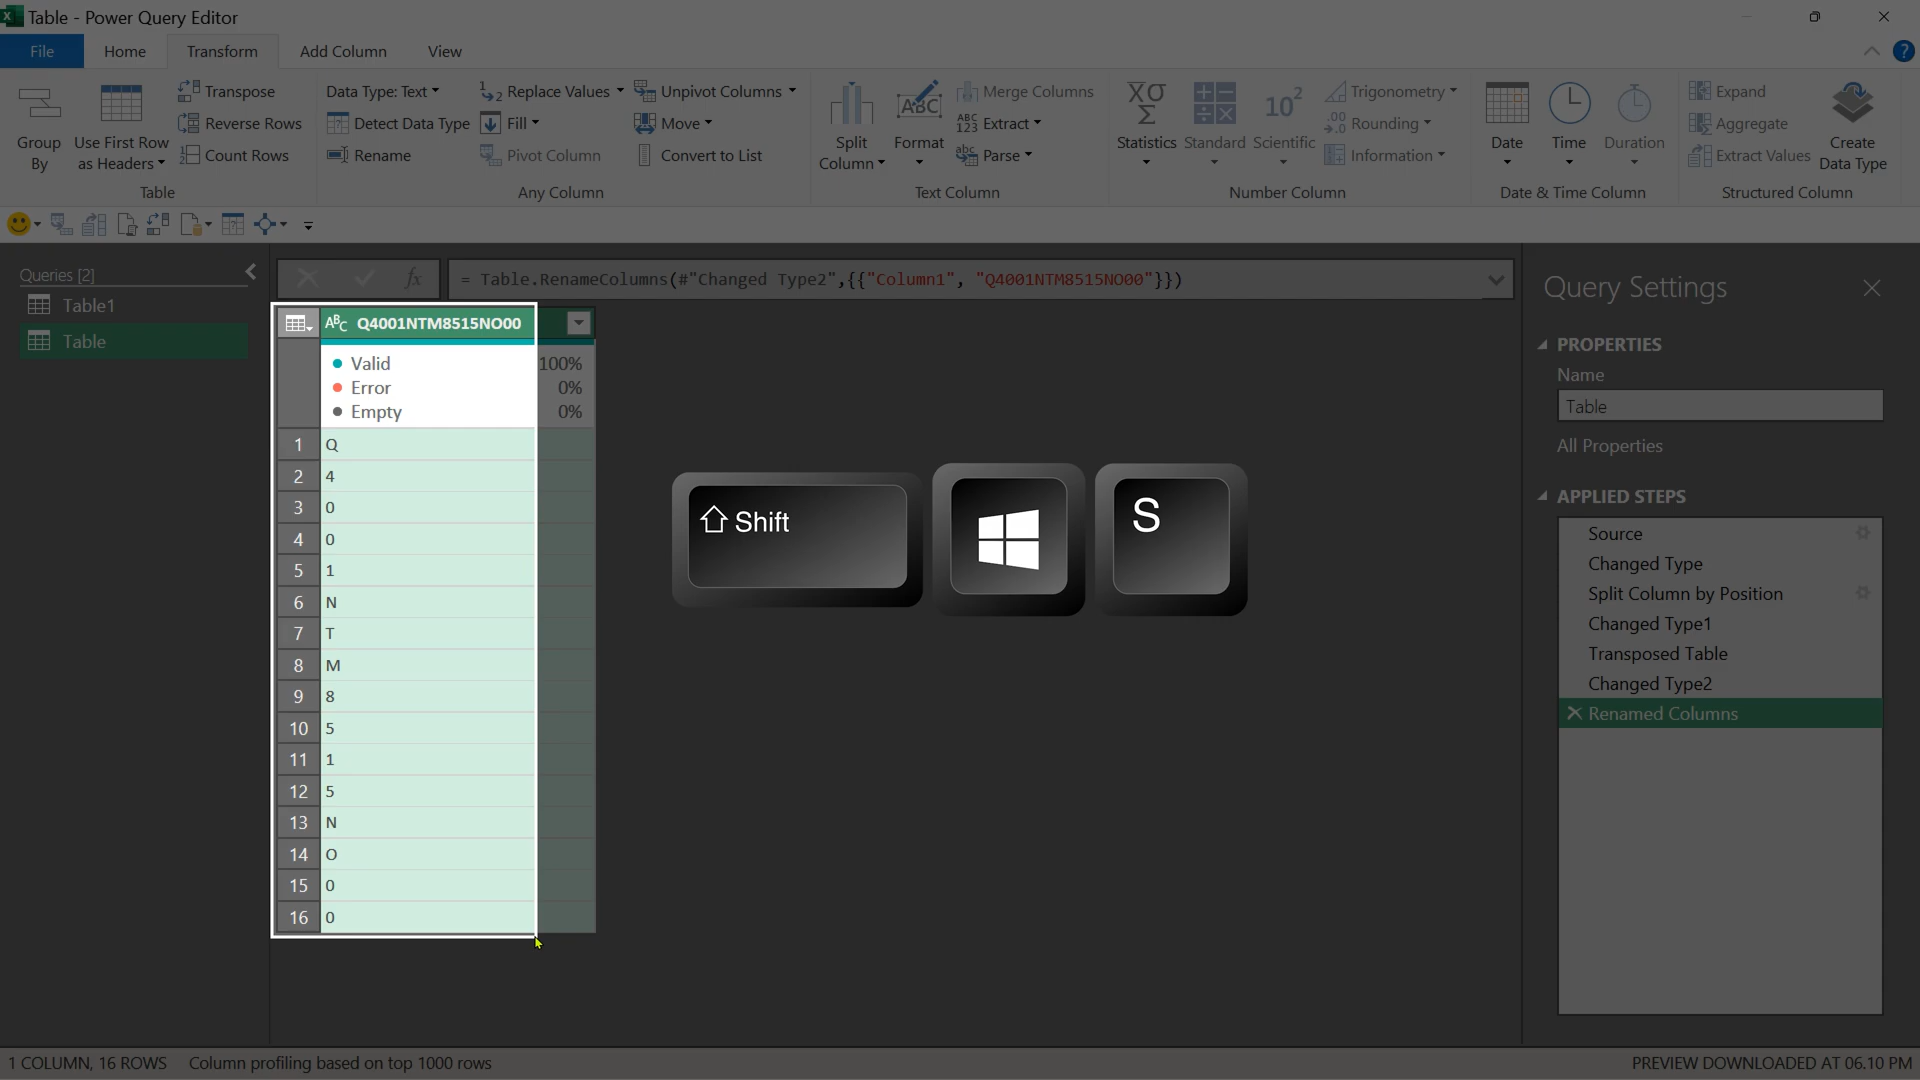 Table - Power Query Editor
File Home Transform Add Column View
Group By
Use First Row as Headers
Transpose
Reverse Rows
Count Rows
Table
Data Type: Text
Detect Data Type
Rename
Replace Values
Fill
Pivot Column
Unpivot Columns
Move
Convert to List
Any Column
Split Column
Format
ABC
Merge Columns
ABC 123 Extract
abc Parse
Text Column
Statistics
Standard
Scientific
10²
Trigonometry
Rounding
Information
Number Column
Date
Time
Duration
Date & Time Column
Expand
Aggregate
Extract Values
Create Data Type
Structured Column
Queries [2]
Table1
Table
fx
= Table.RenameColumns(#"Changed Type2",{{"Column1", "Q4001NTM8515NO00"}})
ABC Q4001NTM8515NO00
Valid 100%
Error 0%
Empty 0%
1 Q
2 4
3 0
4 0
5 1
6 N
7 T
8 M
9 8
10 5
11 1
12 5
13 N
14 O
15 0
16 0
Shift
S
Query Settings
PROPERTIES
Name
Table
All Properties
APPLIED STEPS
Source
Changed Type
Split Column by Position
Changed Type1
Transposed Table
Changed Type2
Renamed Columns
1 COLUMN, 16 ROWS Column profiling based on top 1000 rows
PREVIEW DOWNLOADED AT 06.10 PM